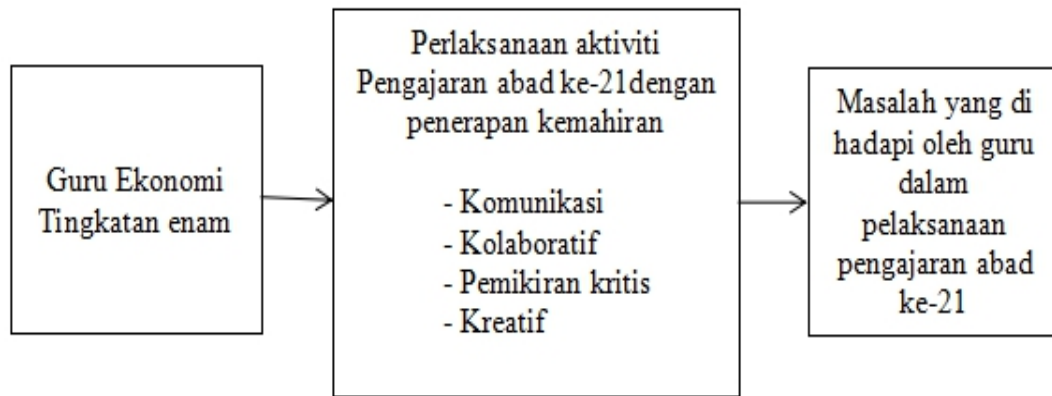 Guru Ekonomi
Tingkatan enam
Perlaksanaan aktiviti
Pengajaran abad ke-21dengan
penerapan kemahiran
- Komunikasi
- Kolaboratif
- Pemikiran kritis
- Kreatif
Masalah yang di
hadapi oleh guru
dalam
pelaksanaan
pengajaran abad
ke-21